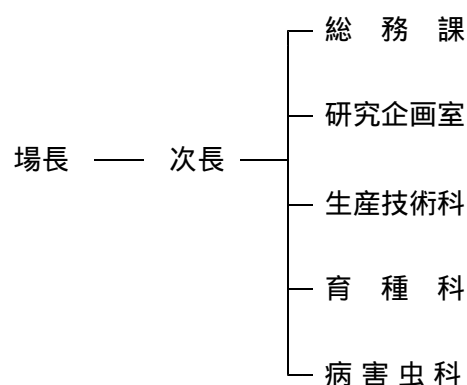 総務課
研究企画室
場長
次長
生産技術科
育種科
病害虫科